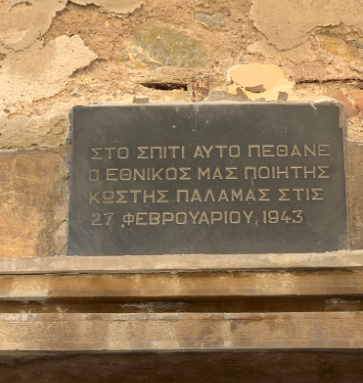 ΣΤΟ ΣΠΙΤΙ ΑΥΤΟ ΠΕΘΑΝΕ
Ο ΕΘΝΙΚΟΣ ΜΑΣ ΠΟΙΗΤΗΣ
ΚΩΣΤΗΣ ΠΑΛΑΜΑΣ ΣΤΙΣ
27 ΦΕΒΡΟΥΑΡΙΟΥ, 1943